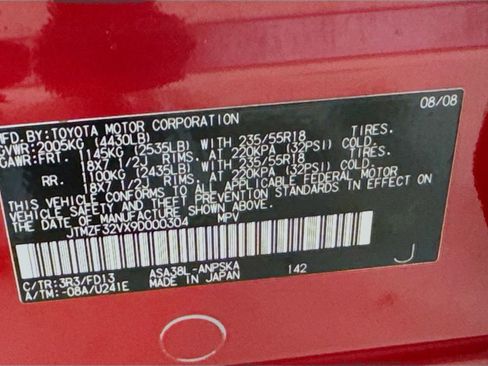 MFD.BY:TOYOTA MOTOR CORPORATION 08/08
GVWR:2005KG (4430LB)
GAWR:FRT. 1145KG (2535LB) WITH 235/55R18 TIRES.
18X7 1/2J RIMS. AT 220KPA (32PSI) COLD.
RR. 1100KG (2435LB) WITH 235/55R18 TIRES.
18X7 1/2J RIMS. AT 220KPA (32PSI) COLD.
THIS VEHICLE CONFORMS TO ALL APPLICABLE FEDERAL MOTOR
VEHICLE SAFETY AND THEFT PREVENTION STANDARDS IN EFFECT ON
THE DATE OF MANUFACTURE SHOWN ABOVE.
JTMZF32VX9D000304 MPV
C/TR:3R3/FD13 ASA38L-ANPSKA 142 J
A/TM:-08A/U241E MADE IN JAPAN